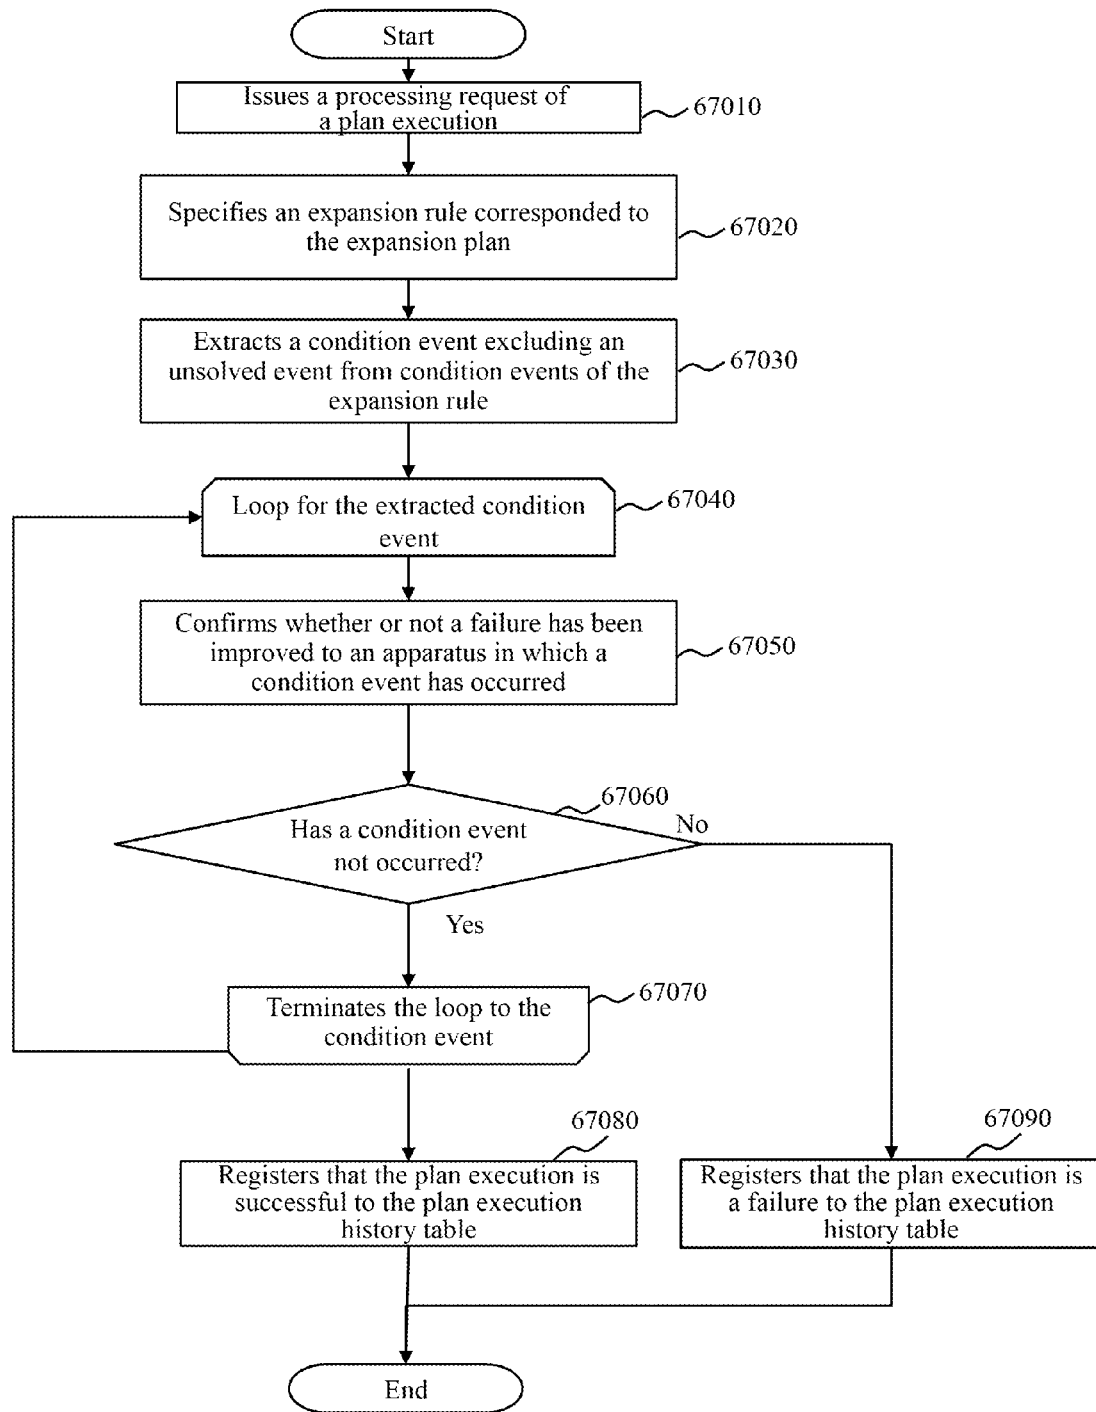 Start
Issues a processing request of
a plan execution
67010
Specifies an expansion rule corresponded to
the expansion plan
67020
Extracts a condition event excluding an
unsolved event from condition events of the
expansion rule
67030
Loop for the extracted condition
event
67040
Confirms whether or not a failure has been
improved to an apparatus in which a
condition event has occurred
67050
67060
Has a condition event
not occurred?
No
Yes
Terminates the loop to the
condition event
67070
67080
Registers that the plan execution is
successful to the plan execution
history table
67090
Registers that the plan execution is
a failure to the plan execution
history table
End